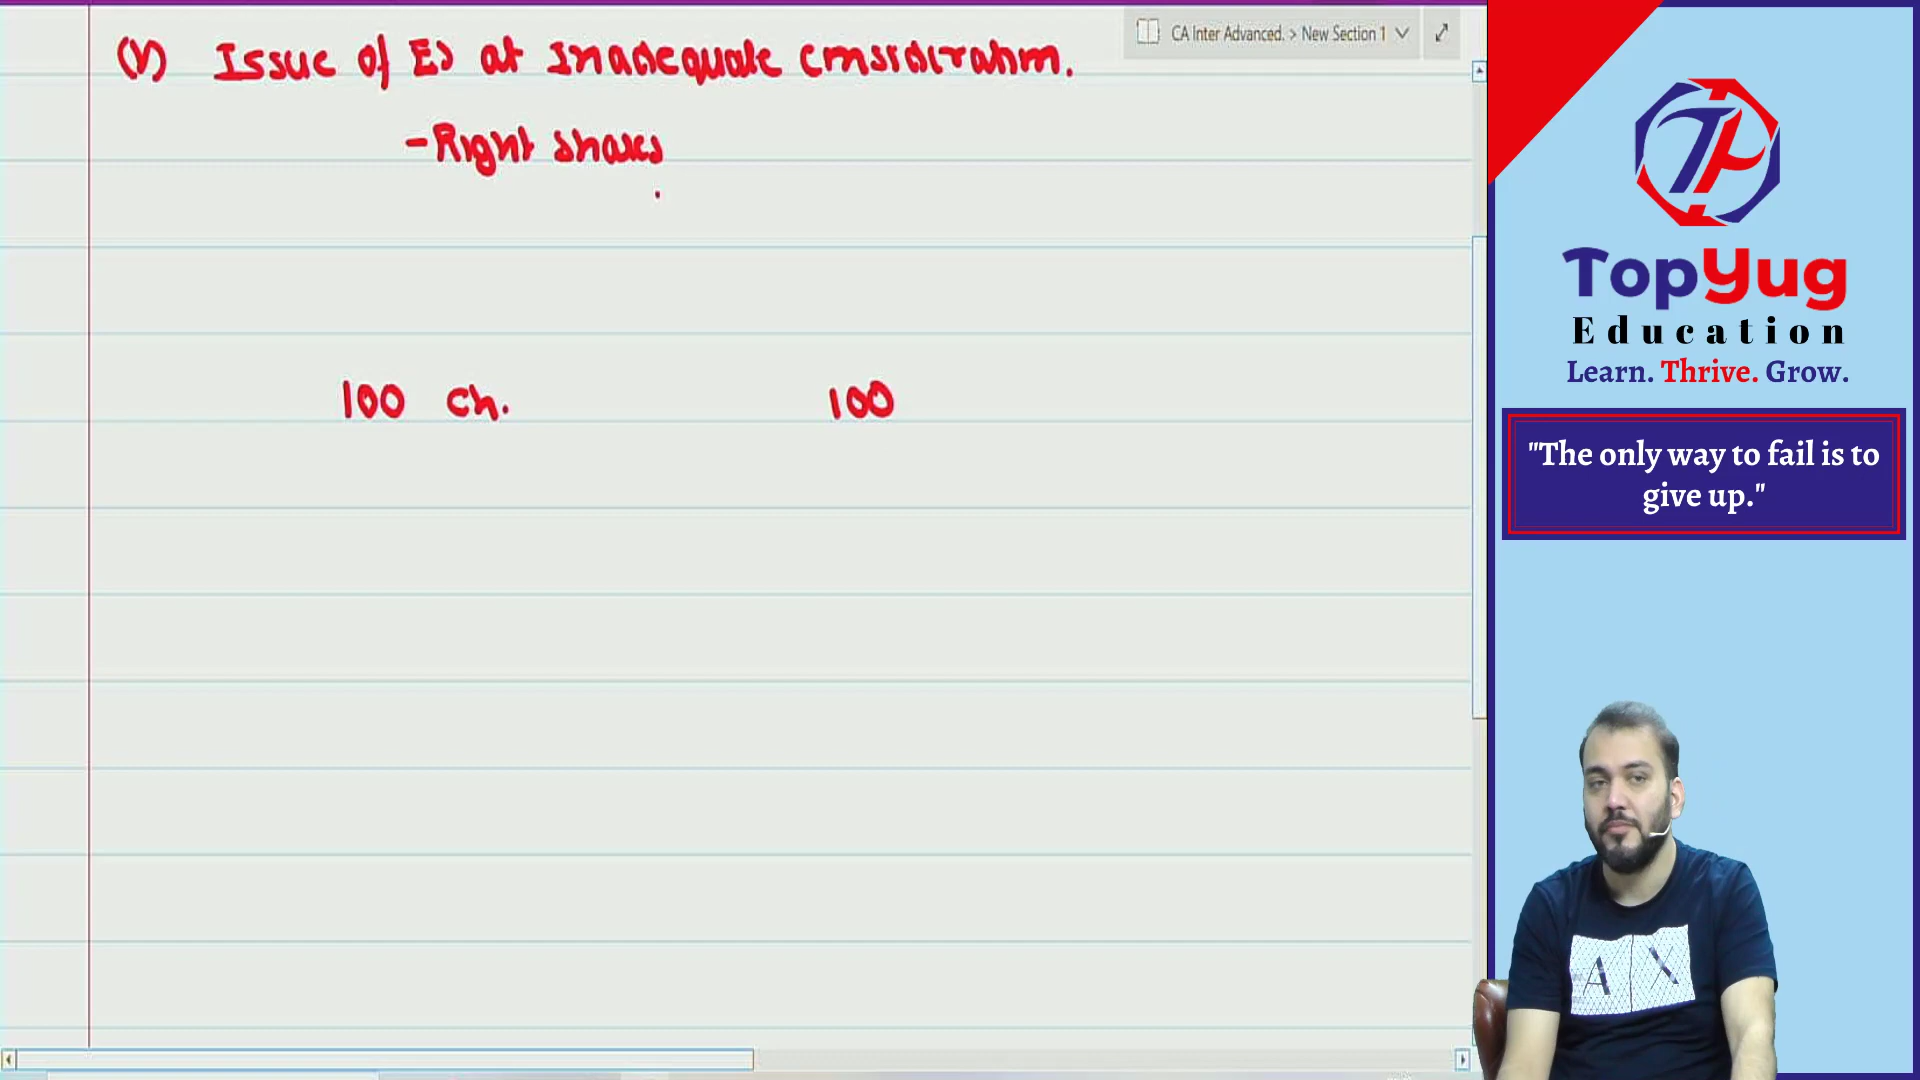 (V) Issue of ES at Inadequate consideration.
-Right shares
100 Ch. 100
CA Inter Advanced. > New Section 1
TopYug
Education
Learn. Thrive. Grow.
"The only way to fail is to
give up."
A X